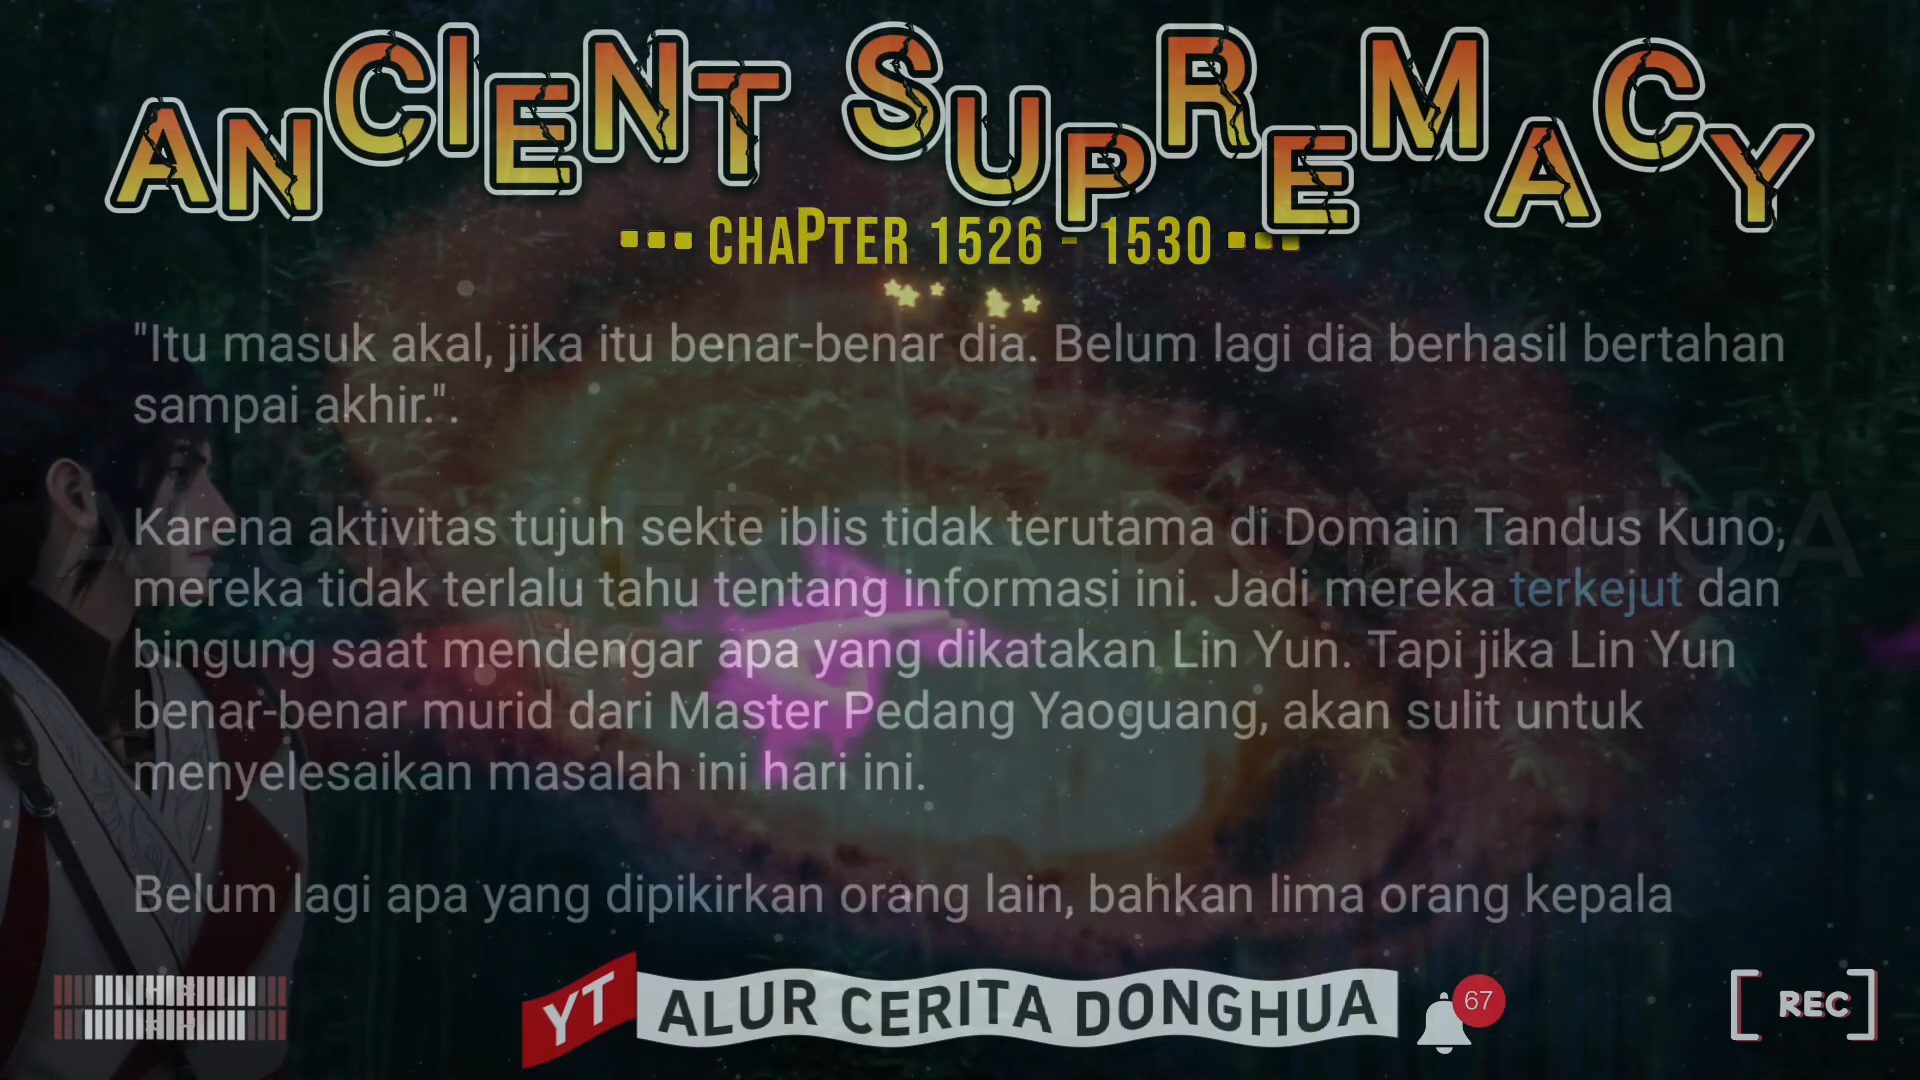 ANCIENT SUPREMACY
CHAPTER 1526 - 1530
"Itu masuk akal, jika itu benar-benar dia. Belum lagi dia berhasil bertahan
sampai akhir.".
Karena aktivitas tujuh sekte iblis tidak terutama di Domain Tandus Kuno,
mereka tidak terlalu tahu tentang informasi ini. Jadi mereka terkejut dan
bingung saat mendengar apa yang dikatakan Lin Yun. Tapi jika Lin Yun
benar-benar murid dari Master Pedang Yaoguang, akan sulit untuk
menyelesaikan masalah ini hari ini.
Belum lagi apa yang dipikirkan orang lain, bahkan lima orang kepala
ALUR CERITA DONGHUA
YT ALUR CERITA DONGHUA
67
REC